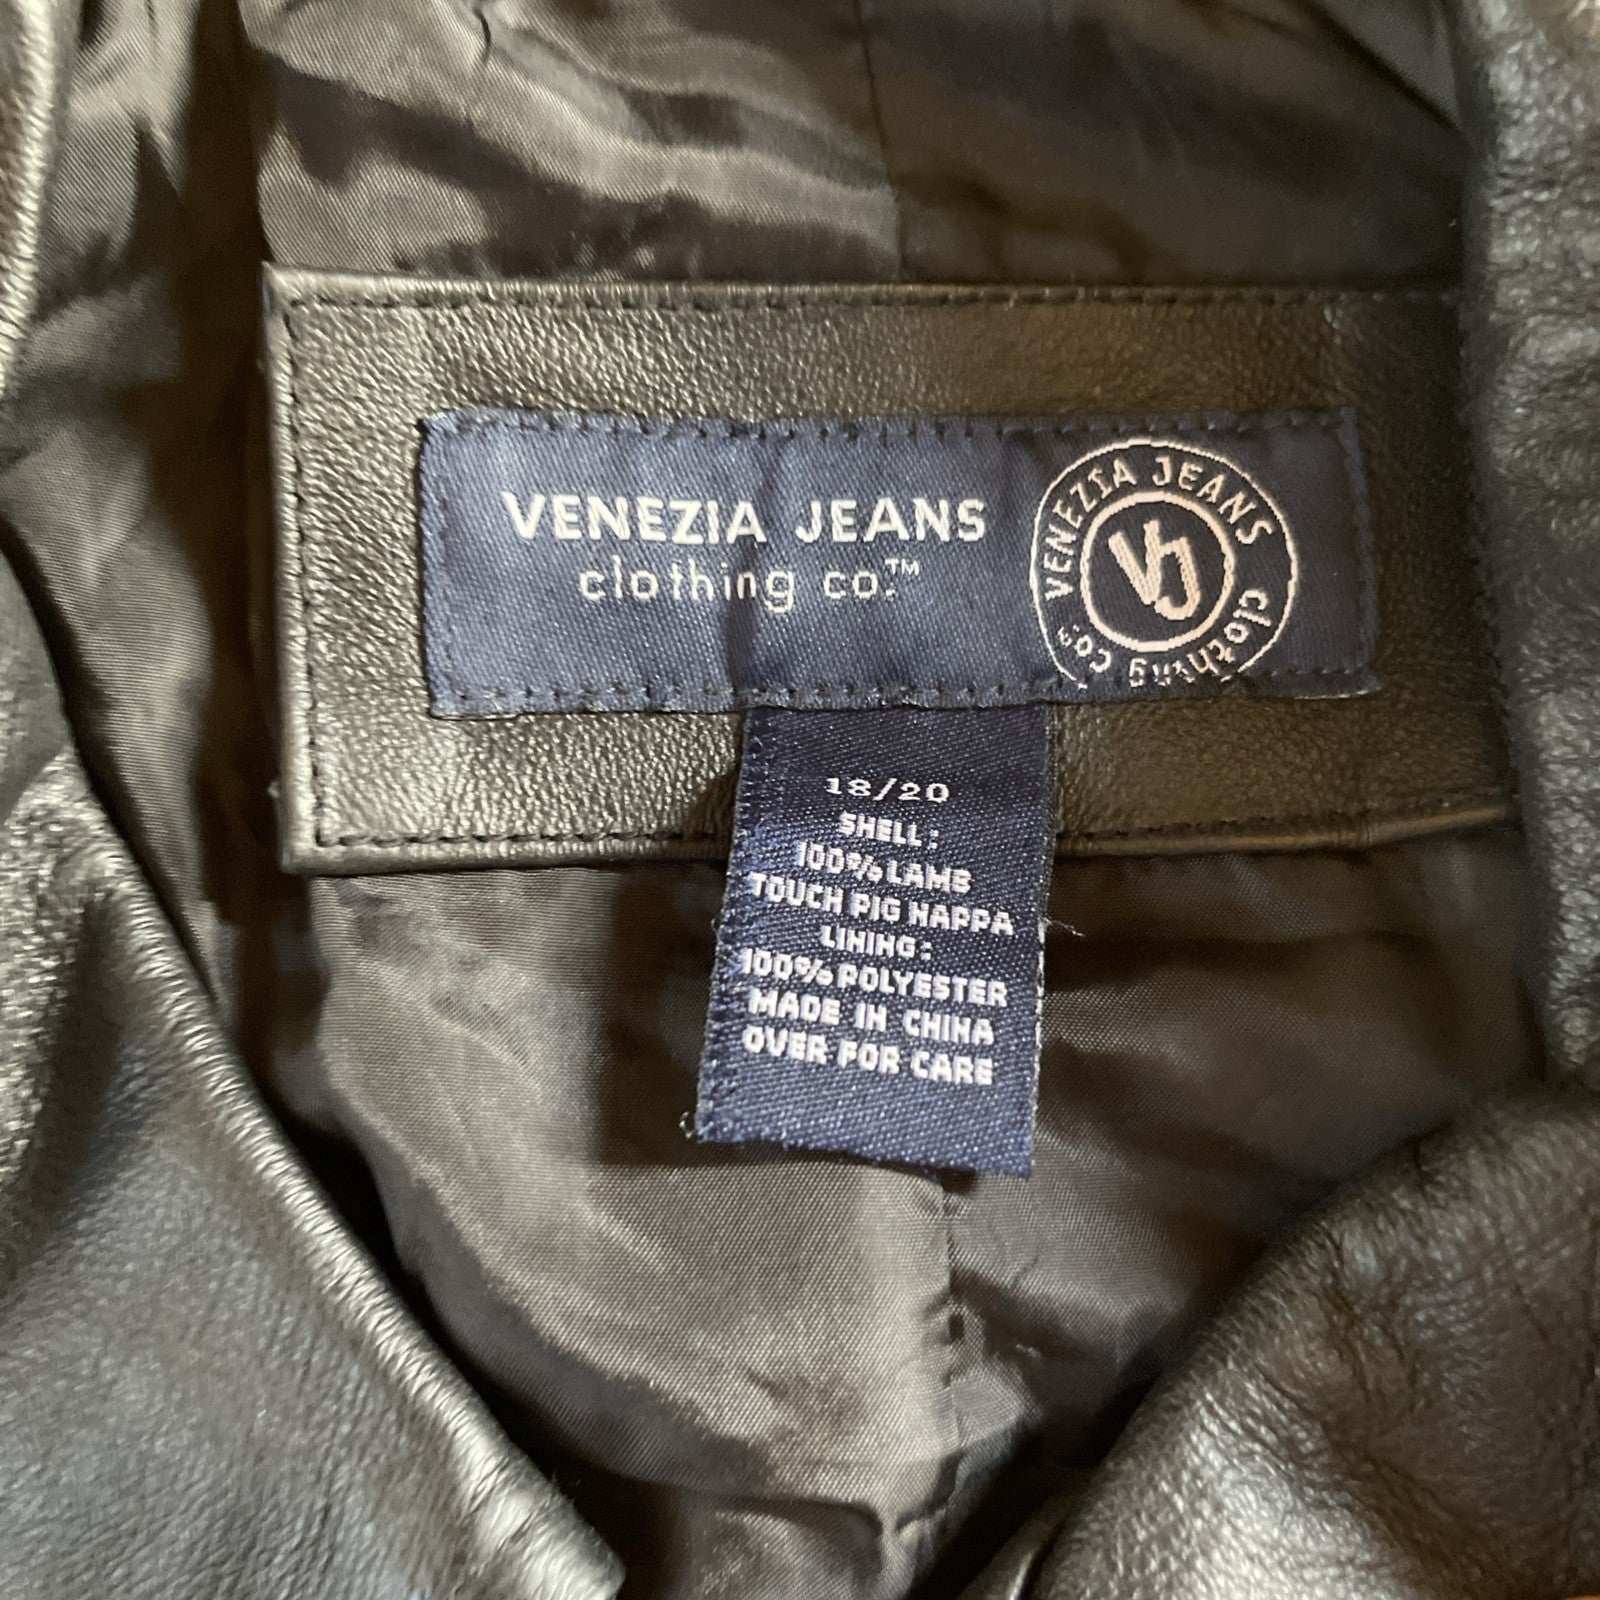 VENEZIA JEANS
clothing co.™
VENEZIA JEANS clothing co.™
VJ
18/20
SHELL:
100% LAMB
TOUCH PIG NAPPA
LINING:
100% POLYESTER
MADE IN CHINA
OVER FOR CARE